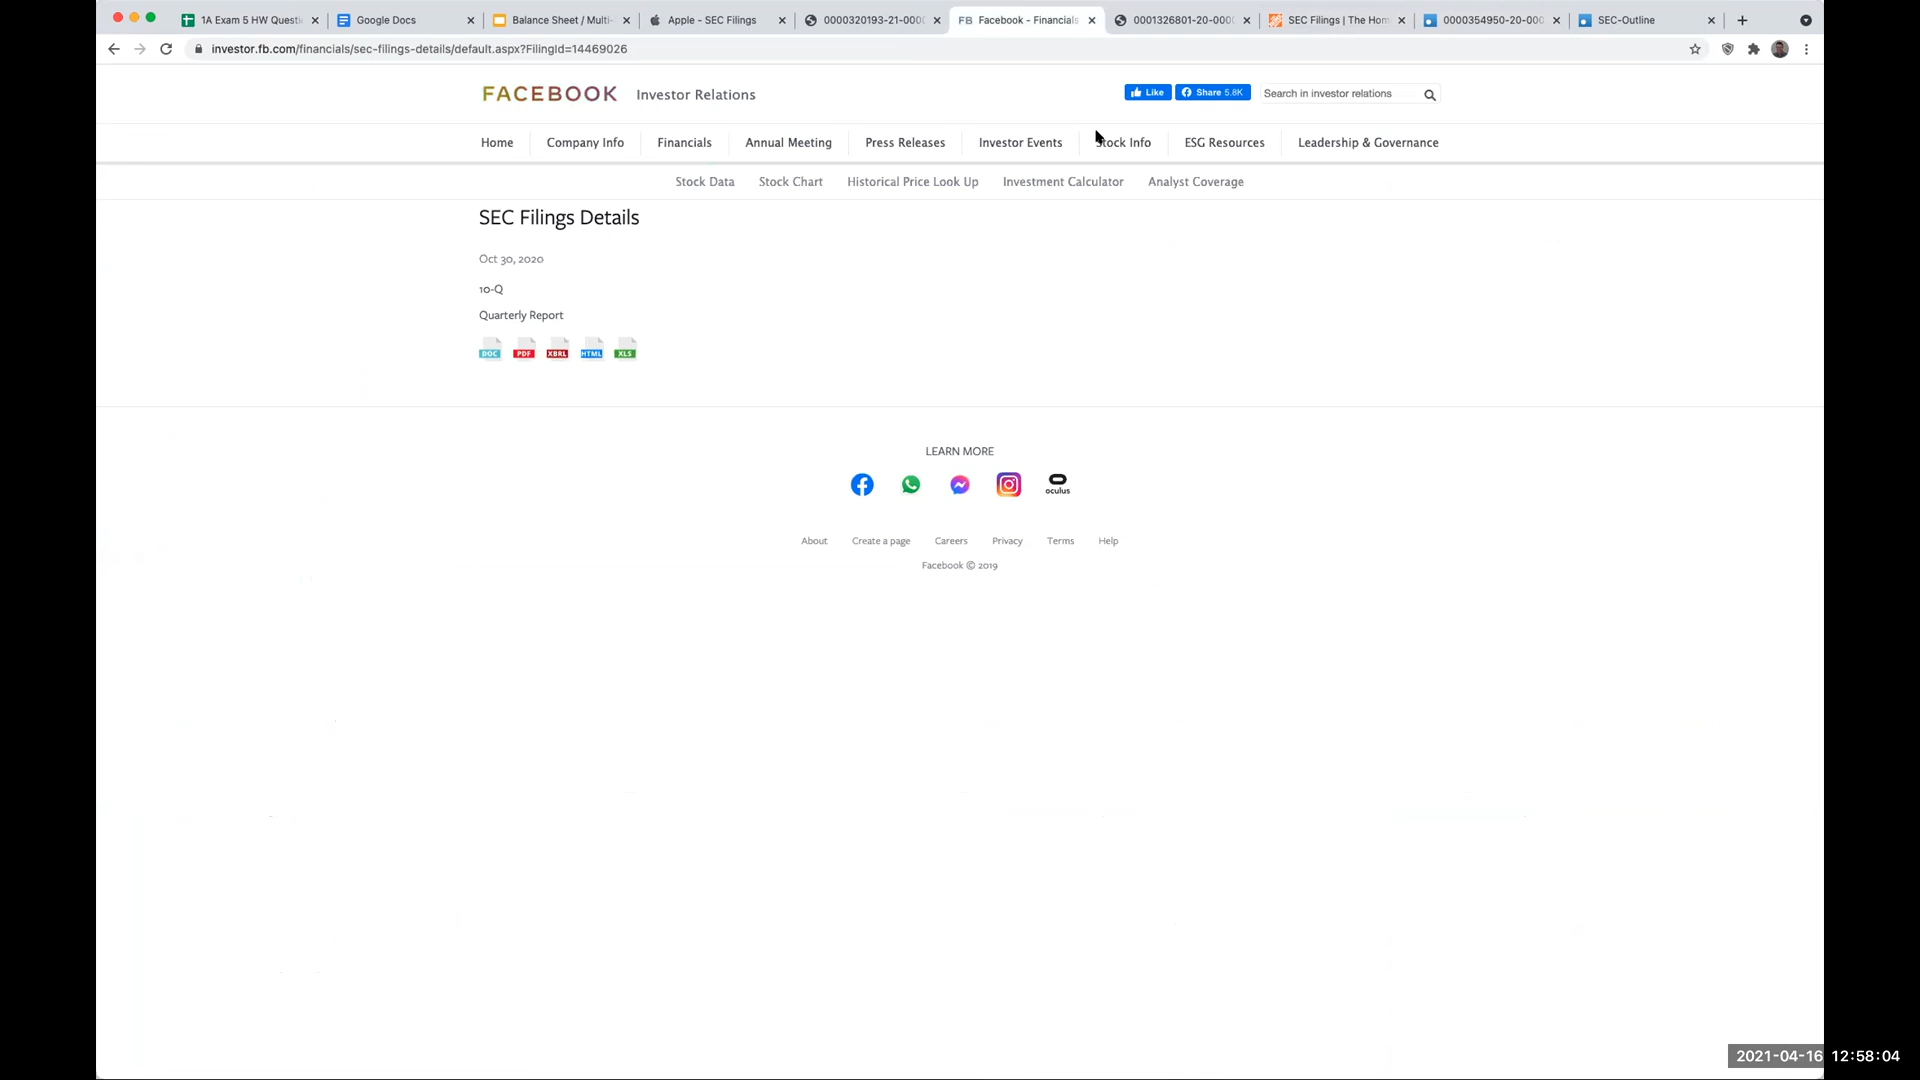 1A Exam 5 HW Questi
Google Docs
Balance Sheet / Multi-
Apple - SEC Filings
0000320193-21-000
FB Facebook - Financials
0001326801-20-000
SEC Filings | The Hom
0000354950-20-000
SEC-Outline
investor.fb.com/financials/sec-filings-details/default.aspx?FilingId=14469026
FACEBOOK Investor Relations
Like
Share 5.8K
Search in investor relations
Home Company Info Financials Annual Meeting Press Releases Investor Events Stock Info ESG Resources Leadership & Governance
Stock Data Stock Chart Historical Price Look Up Investment Calculator Analyst Coverage
SEC Filings Details
Oct 30, 2020
10-Q
Quarterly Report
DOC PDF XBRL HTML XLS
LEARN MORE
oculus
About Create a page Careers Privacy Terms Help
Facebook © 2019
2021-04-16 12:58:04